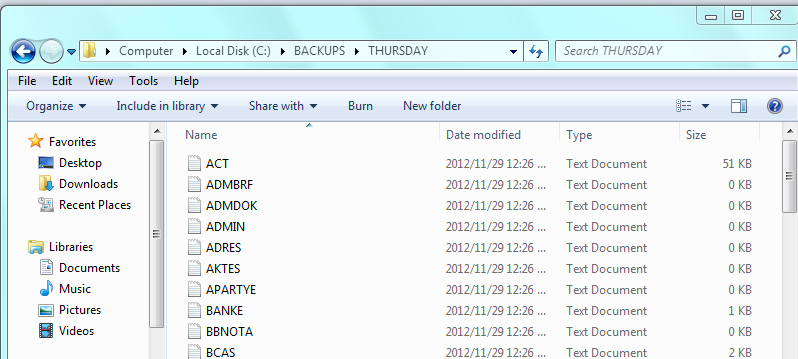 Computer Local Disk (C:) BACKUPS THURSDAY Search THURSDAY
File Edit View Tools Help
Organize Include in library Share with Burn New folder
Favorites
Desktop
Downloads
Recent Places
Libraries
Documents
Music
Pictures
Videos
Name Date modified Type Size
ACT 2012/11/29 12:26 ... Text Document 51 KB
ADMBRF 2012/11/29 12:26 ... Text Document 0 KB
ADMDOK 2012/11/29 12:26 ... Text Document 0 KB
ADMIN 2012/11/29 12:26 ... Text Document 0 KB
ADRES 2012/11/29 12:26 ... Text Document 0 KB
AKTES 2012/11/29 12:26 ... Text Document 0 KB
APARTYE 2012/11/29 12:26 ... Text Document 0 KB
BANKE 2012/11/29 12:26 ... Text Document 1 KB
BBNOTA 2012/11/29 12:26 ... Text Document 0 KB
BCAS 2012/11/29 12:26 ... Text Document 2 KB